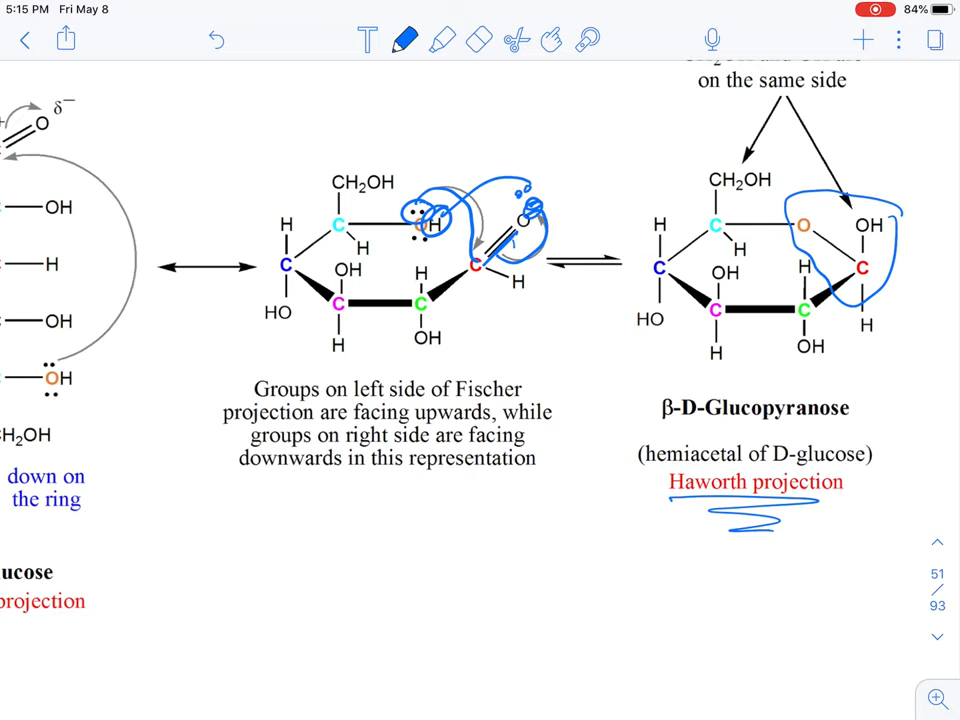 5:15 PM Fri May 8
84%
T
on the same side
δ−
O
OH
H
OH
OH
CH₂OH
H
C
OH
O
C
H
OH
H
C
H
C
C
HO
H
OH
CH₂OH
H
C
O
OH
C
H
OH
H
C
C
C
HO
H
OH
H
Groups on left side of Fischer
projection are facing upwards, while
groups on right side are facing
downwards in this representation
β-D-Glucopyranose
(hemiacetal of D-glucose)
Haworth projection
down on
the ring
ucose
projection
51
/
93